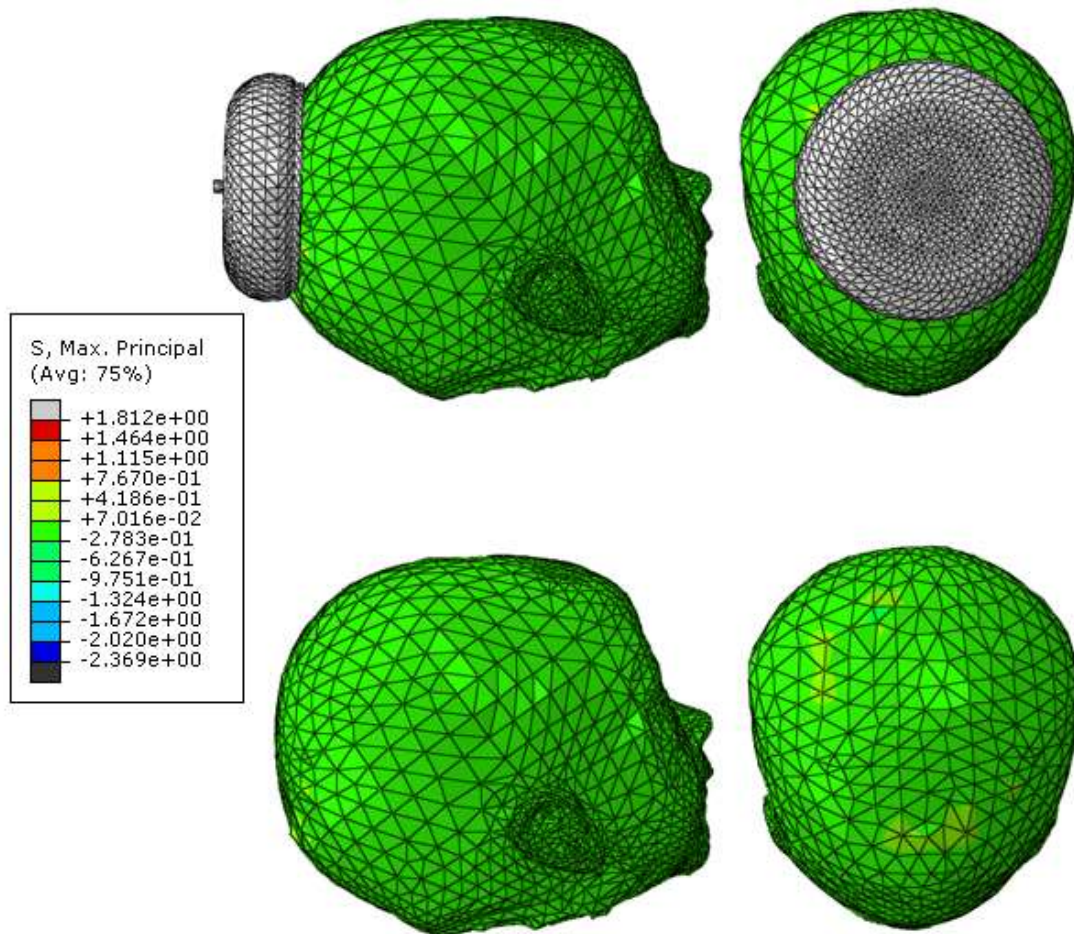 S, Max. Principal
(Avg: 75%)
+1.812e+00
+1.464e+00
+1.115e+00
+7.670e-01
+4.186e-01
+7.016e-02
-2.783e-01
-6.267e-01
-9.751e-01
-1.324e+00
-1.672e+00
-2.020e+00
-2.369e+00